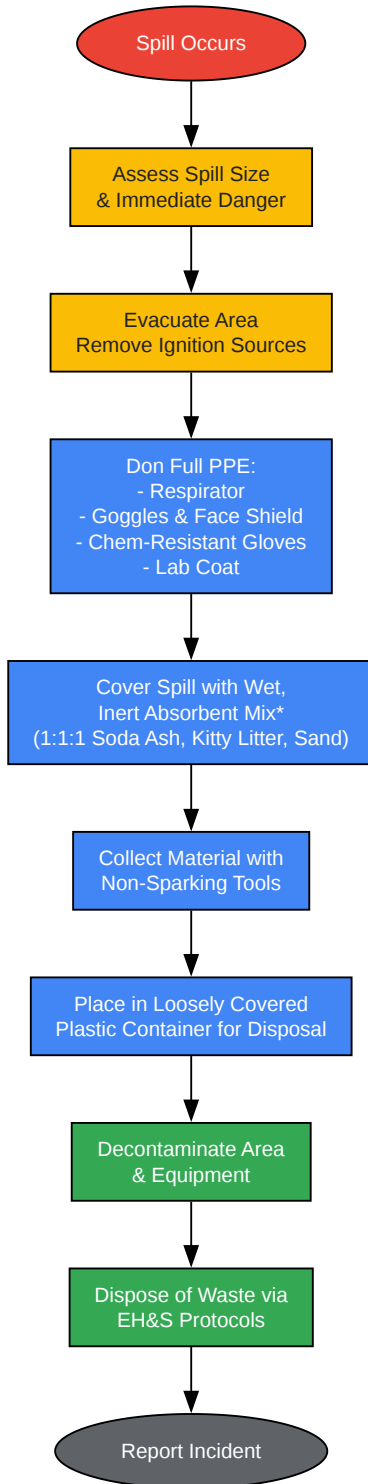 Spill Occurs
Assess Spill Size
& Immediate Danger
Evacuate Area
Remove Ignition Sources
Don Full PPE:
- Respirator
- Goggles & Face Shield
- Chem-Resistant Gloves
- Lab Coat
Cover Spill with Wet,
Inert Absorbent Mix*
(1:1:1 Soda Ash, Kitty Litter, Sand)
Collect Material with
Non-Sparking Tools
Place in Loosely Covered
Plastic Container for Disposal
Decontaminate Area
& Equipment
Dispose of Waste via
EH&S Protocols
Report Incident